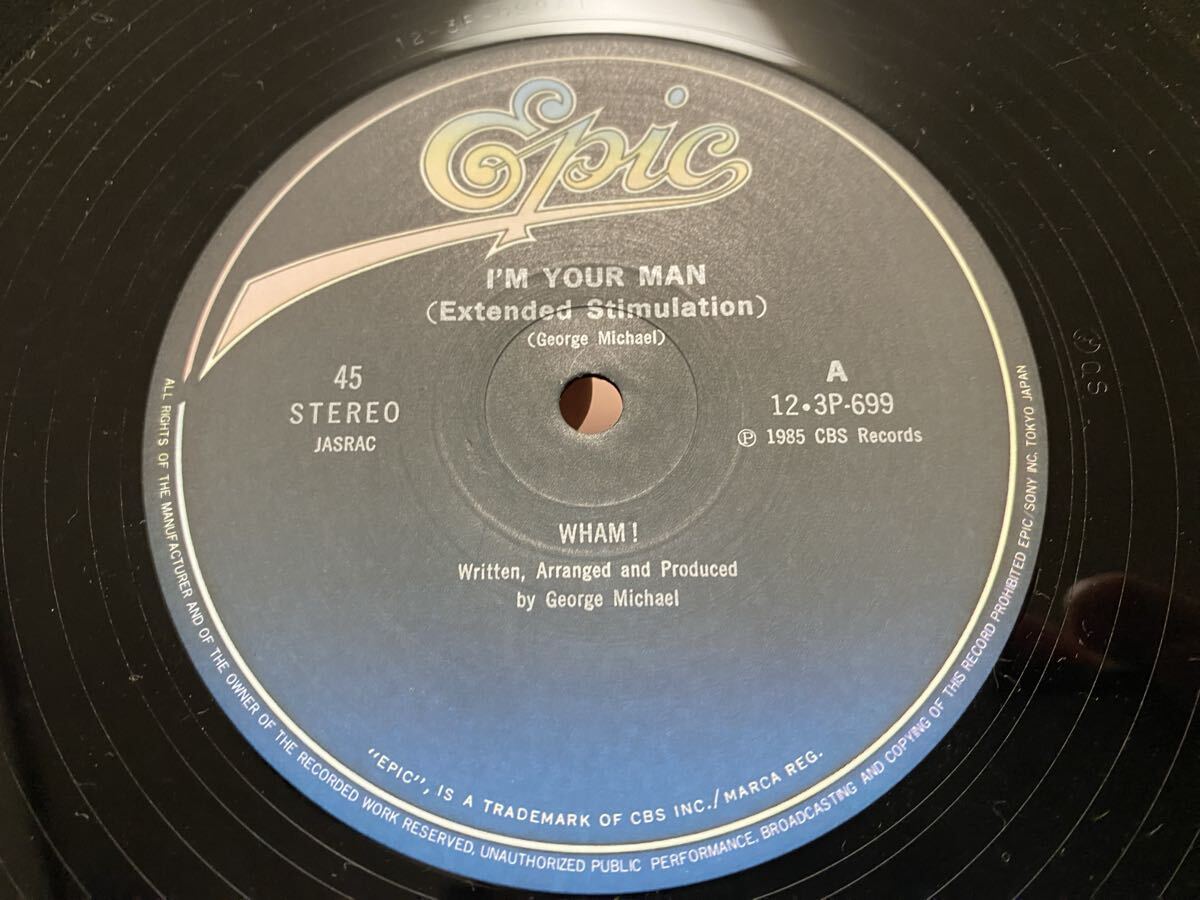 Epic
I'M YOUR MAN
(Extended Stimulation)
(George Michael)
45
STEREO
JASRAC
A
12•3P-699
Ⓟ 1985 CBS Records
WHAM!
Written, Arranged and Produced
by George Michael
"EPIC", IS A TRADEMARK OF CBS INC./MARCA REG.
ALL RIGHTS OF THE MANUFACTURER AND OF THE OWNER OF THE RECORDED WORK RESERVED, UNAUTHORIZED PUBLIC PERFORMANCE, BROADCASTING AND COPYING OF THIS RECORD PROHIBITED EPIC/SONY INC. TOKYO JAPAN